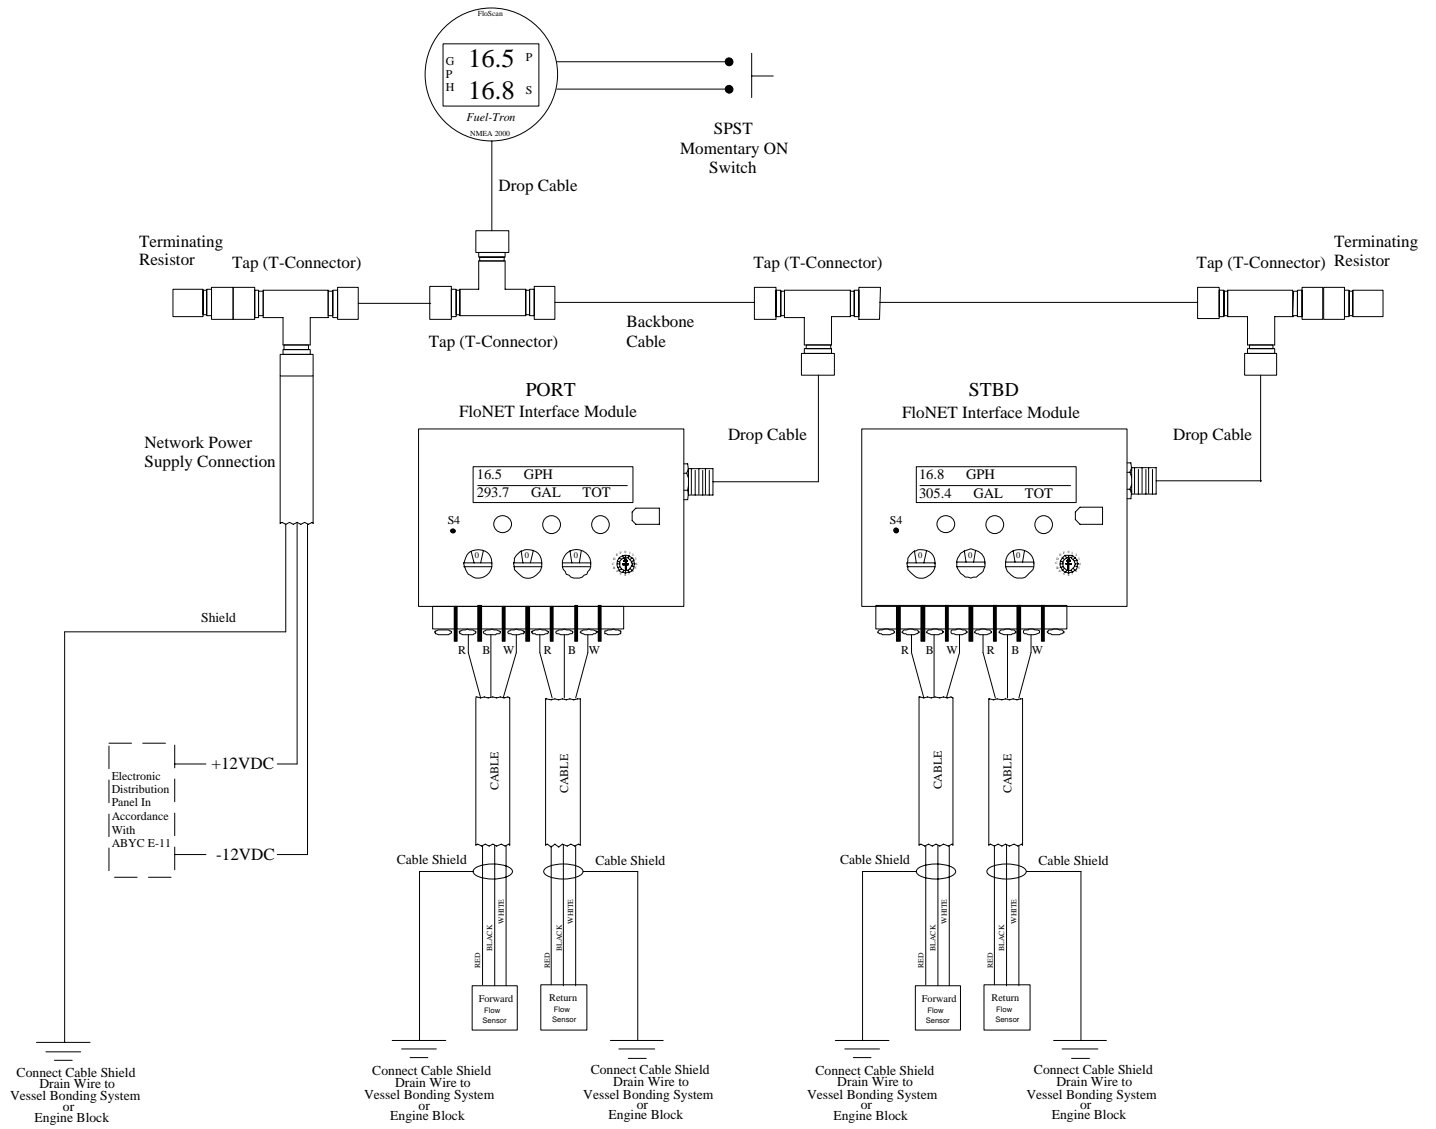 FloScan
G
P
H
16.5 P
16.8 S
Fuel-Tron
NMEA 2000
SPST
Momentary ON
Switch
Drop Cable
Terminating
Resistor
Tap (T-Connector)
Tap (T-Connector)
Tap (T-Connector)
Tap (T-Connector)
Terminating
Resistor
Backbone
Cable
PORT
FloNET Interface Module
STBD
FloNET Interface Module
Drop Cable
Drop Cable
Network Power
Supply Connection
16.5 GPH
293.7 GAL TOT
S4
0 0 0
16.8 GPH
305.4 GAL TOT
S4
0 0 0
Shield
R B W R B W
R B W R B W
CABLE
CABLE
CABLE
CABLE
+12VDC
-12VDC
Electronic
Distribution
Panel In
Accordance
With
ABYC E-11
Cable Shield
Cable Shield
Cable Shield
Cable Shield
RED
BLACK
WHITE
RED
BLACK
WHITE
RED
BLACK
WHITE
RED
BLACK
WHITE
Forward
Flow
Sensor
Return
Flow
Sensor
Forward
Flow
Sensor
Return
Flow
Sensor
Connect Cable Shield
Drain Wire to
Vessel Bonding System
or
Engine Block
Connect Cable Shield
Drain Wire to
Vessel Bonding System
or
Engine Block
Connect Cable Shield
Drain Wire to
Vessel Bonding System
or
Engine Block
Connect Cable Shield
Drain Wire to
Vessel Bonding System
or
Engine Block
Connect Cable Shield
Drain Wire to
Vessel Bonding System
or
Engine Block